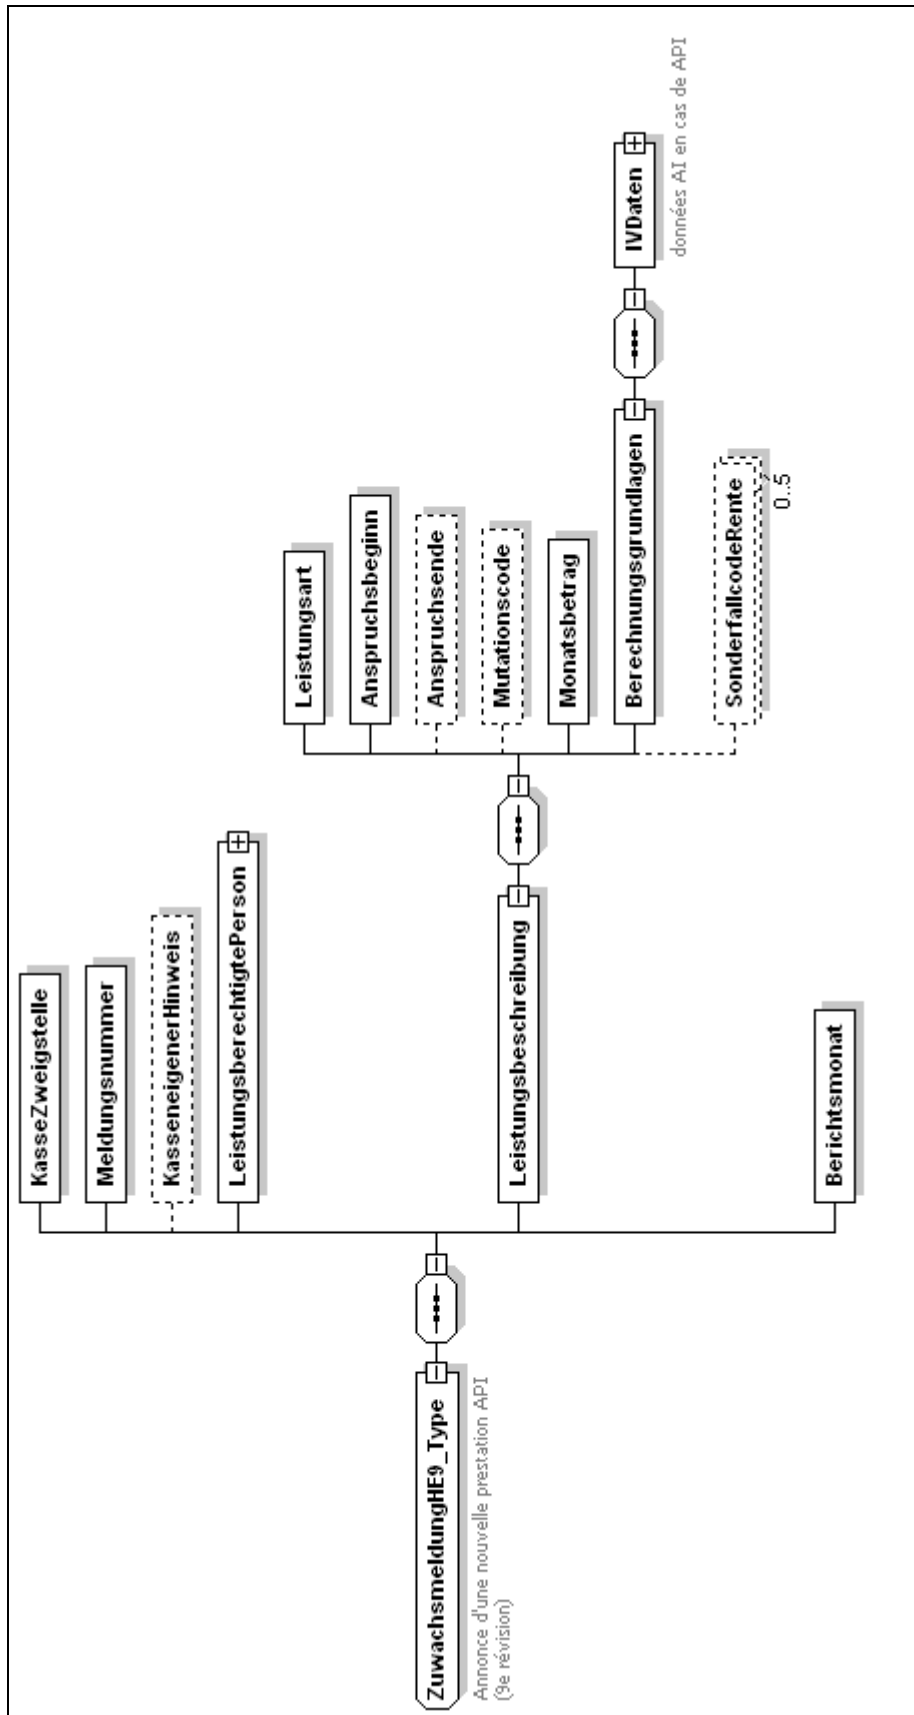 ZuwachsmeldungHE9_Type
Annonce d'une nouvelle prestation API
(9e révision)
KasseZweigstelle
Meldungsnummer
KasseneigenerHinweis
LeistungsberechtigtePerson
Leistungsbeschreibung
Leistungsart
Anspruchsbeginn
Anspruchsende
Mutationscode
Monatsbetrag
Berechnungsgrundlagen
IVDaten
données AI en cas de API
SonderfallcodeRente
0..5
Berichtsmonat